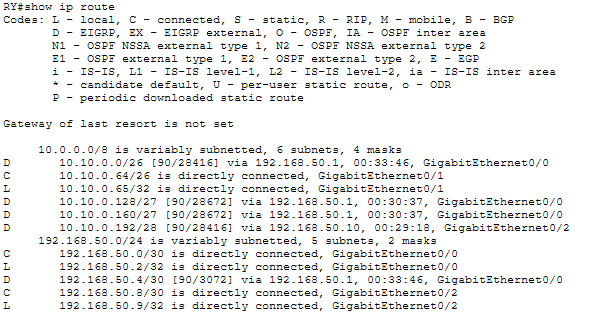 RY#show ip route
Codes: L - local, C - connected, S - static, R - RIP, M - mobile, B - BGP
D - EIGRP, EX - EIGRP external, O - OSPF, IA - OSPF inter area
N1 - OSPF NSSA external type 1, N2 - OSPF NSSA external type 2
E1 - OSPF external type 1, E2 - OSPF external type 2, E - EGP
i - IS-IS, L1 - IS-IS level-1, L2 - IS-IS level-2, ia - IS-IS inter area
* - candidate default, U - per-user static route, o - ODR
P - periodic downloaded static route
Gateway of last resort is not set
10.0.0.0/8 is variably subnetted, 6 subnets, 4 masks
D 10.10.0.0/26 [90/28416] via 192.168.50.1, 00:33:46, GigabitEthernet0/0
C 10.10.0.64/26 is directly connected, GigabitEthernet0/1
L 10.10.0.65/32 is directly connected, GigabitEthernet0/1
D 10.10.0.128/27 [90/28672] via 192.168.50.1, 00:30:37, GigabitEthernet0/0
D 10.10.0.160/27 [90/28672] via 192.168.50.1, 00:30:37, GigabitEthernet0/0
D 10.10.0.192/28 [90/28416] via 192.168.50.10, 00:29:18, GigabitEthernet0/2
192.168.50.0/24 is variably subnetted, 5 subnets, 2 masks
C 192.168.50.0/30 is directly connected, GigabitEthernet0/0
L 192.168.50.2/32 is directly connected, GigabitEthernet0/0
D 192.168.50.4/30 [90/3072] via 192.168.50.1, 00:33:46, GigabitEthernet0/0
C 192.168.50.8/30 is directly connected, GigabitEthernet0/2
L 192.168.50.9/32 is directly connected, GigabitEthernet0/2